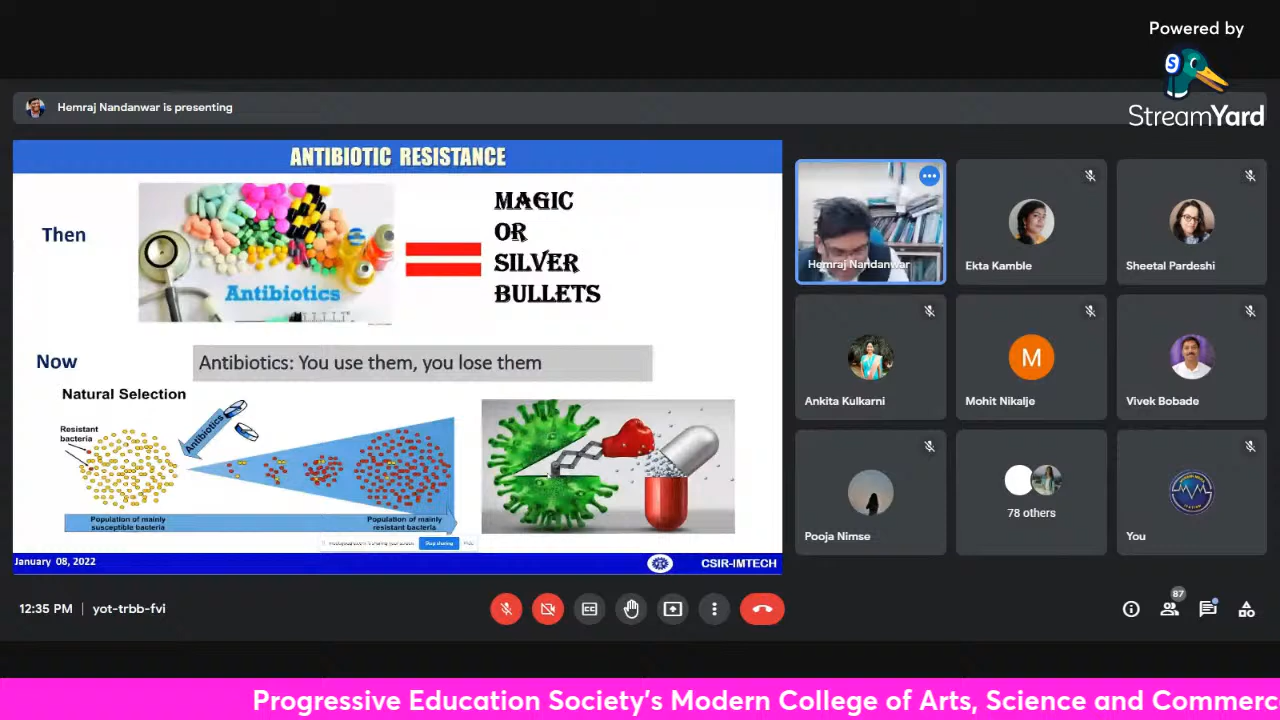 Powered by
StreamYard
Hemraj Nandanwar is presenting
ANTIBIOTIC RESISTANCE
Then
Antibiotics
MAGIC
OR
SILVER
BULLETS
Now
Antibiotics: You use them, you lose them
Natural Selection
Resistant
bacteria
Antibiotics
Population of mainly
susceptible bacteria
Population of mainly
resistant bacteria
Stop sharing
Hide
January 08, 2022
CSIR-IMTECH
Hemraj Nandanwar
Ekta Kamble
Sheetal Pardeshi
Ankita Kulkarni
M
Mohit Nikalje
Vivek Bobade
Pooja Nimse
78 others
You
12:35 PM | yot-trbb-fvi
87
Progressive Education Society's Modern College of Arts, Science and Commerc